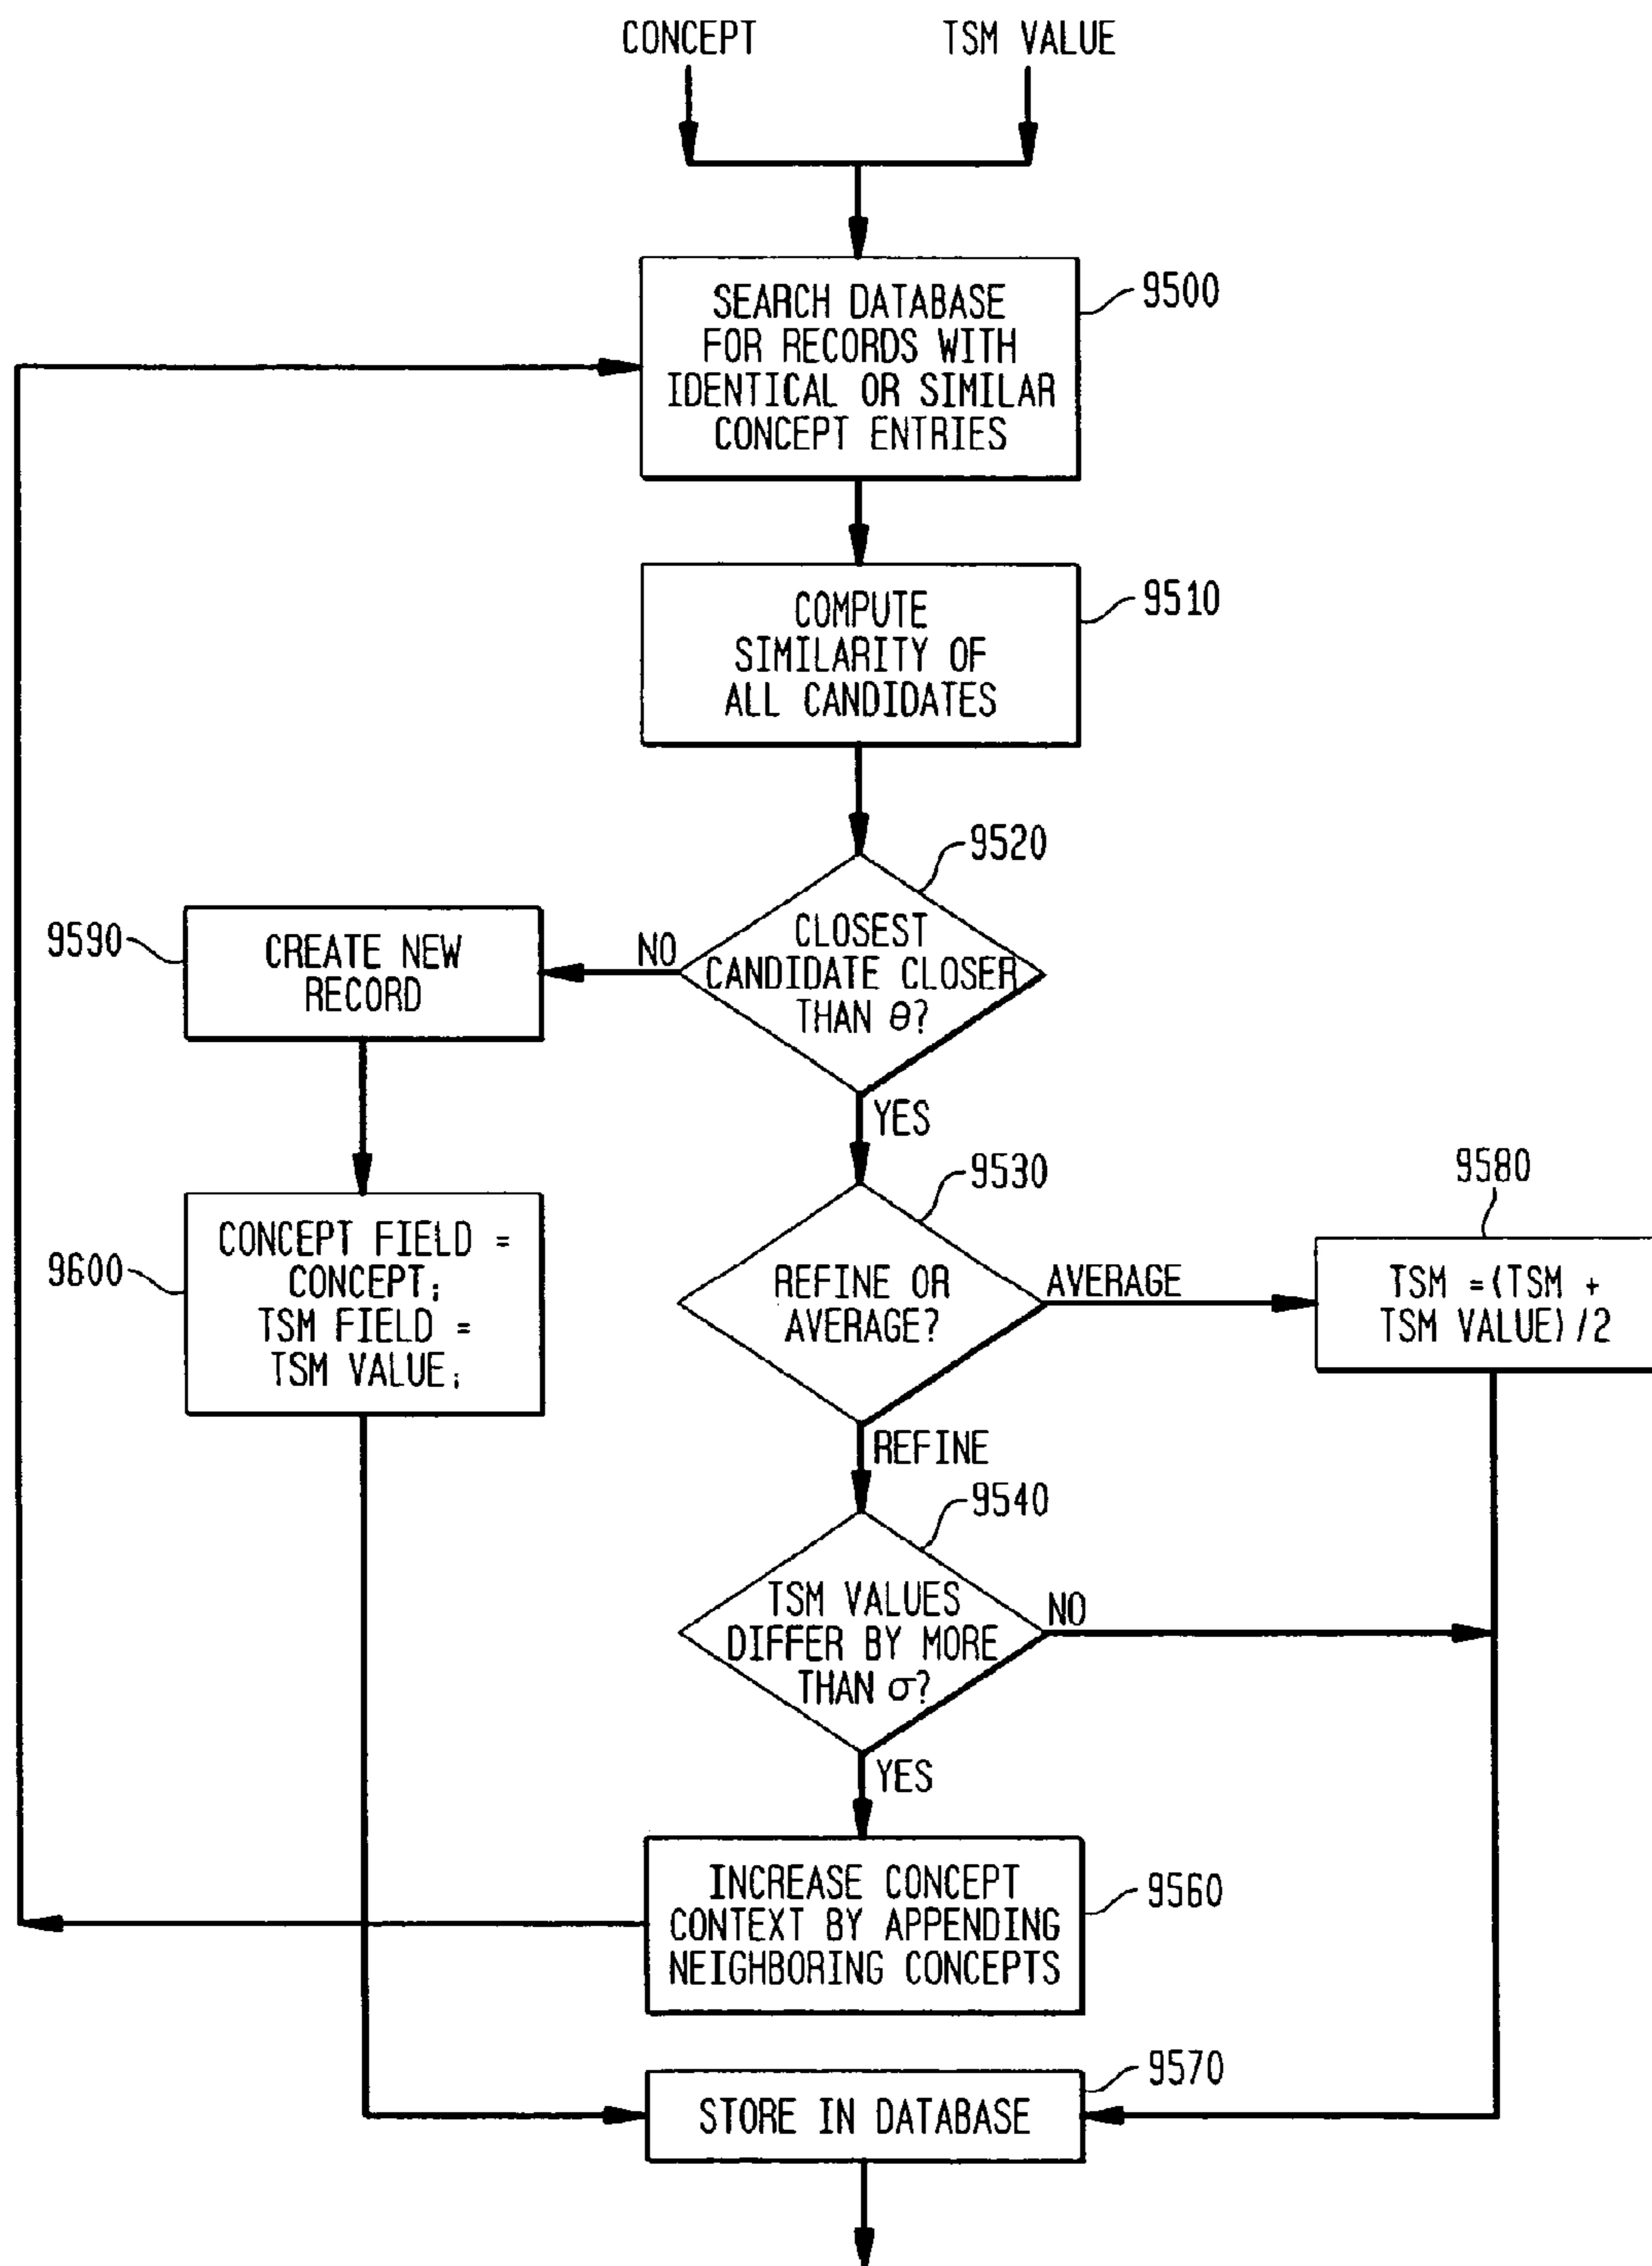 CONCEPT
TSM VALUE
SEARCH DATABASE
FOR RECORDS WITH
IDENTICAL OR SIMILAR
CONCEPT ENTRIES
9500
COMPUTE
SIMILARITY OF
ALL CANDIDATES
9510
9520
CLOSEST
CANDIDATE CLOSER
THAN θ?
NO
9590
CREATE NEW
RECORD
YES
9530
REFINE OR
AVERAGE?
AVERAGE
9580
TSM =(TSM +
TSM VALUE)/2
9600
CONCEPT FIELD =
CONCEPT;
TSM FIELD =
TSM VALUE;
REFINE
9540
TSM VALUES
DIFFER BY MORE
THAN σ?
NO
YES
INCREASE CONCEPT
CONTEXT BY APPENDING
NEIGHBORING CONCEPTS
9560
9570
STORE IN DATABASE